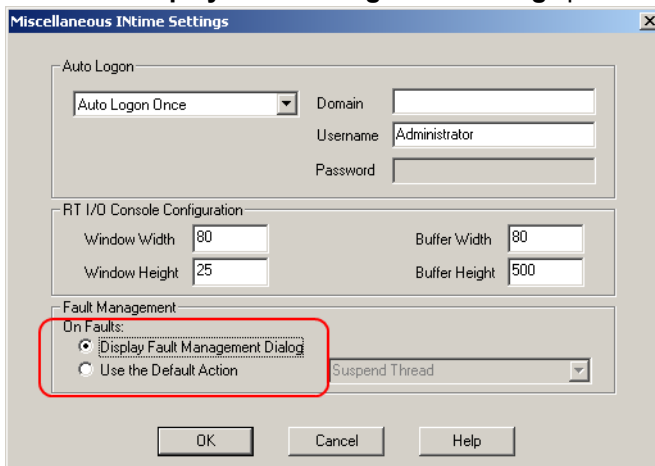 Miscellaneous INtime Settings
Auto Logon
Auto Logon Once
Domain
Username Administrator
Password
RT I/O Console Configuration
Window Width 80 Buffer Width 80
Window Height 25 Buffer Height 500
Fault Management
On Faults:
Display Fault Management Dialog
Use the Default Action Suspend Thread
OK Cancel Help